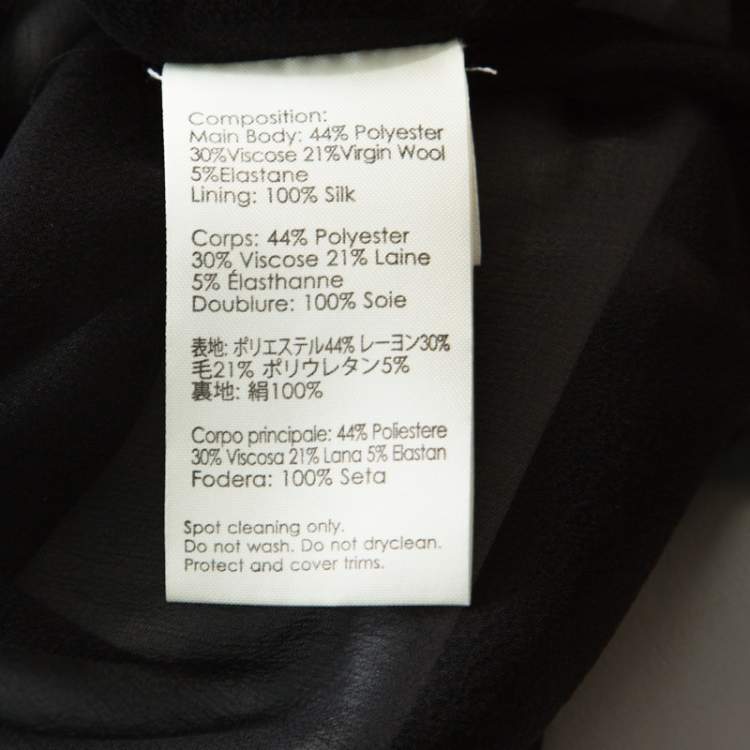 Composition:
Main Body: 44% Polyester
30%Viscose 21%Virgin Wool
5%Elastane
Lining: 100% Silk
Corps: 44% Polyester
30% Viscose 21% Laine
5% Élasthanne
Doublure: 100% Soie
表地: ポリエステル44% レーヨン30%
毛21% ポリウレタン5%
裏地: 絹100%
Corpo principale: 44% Poliestere
30% Viscosa 21% Lana 5% Elastan
Fodera: 100% Seta
Spot cleaning only.
Do not wash. Do not dryclean.
Protect and cover trims.